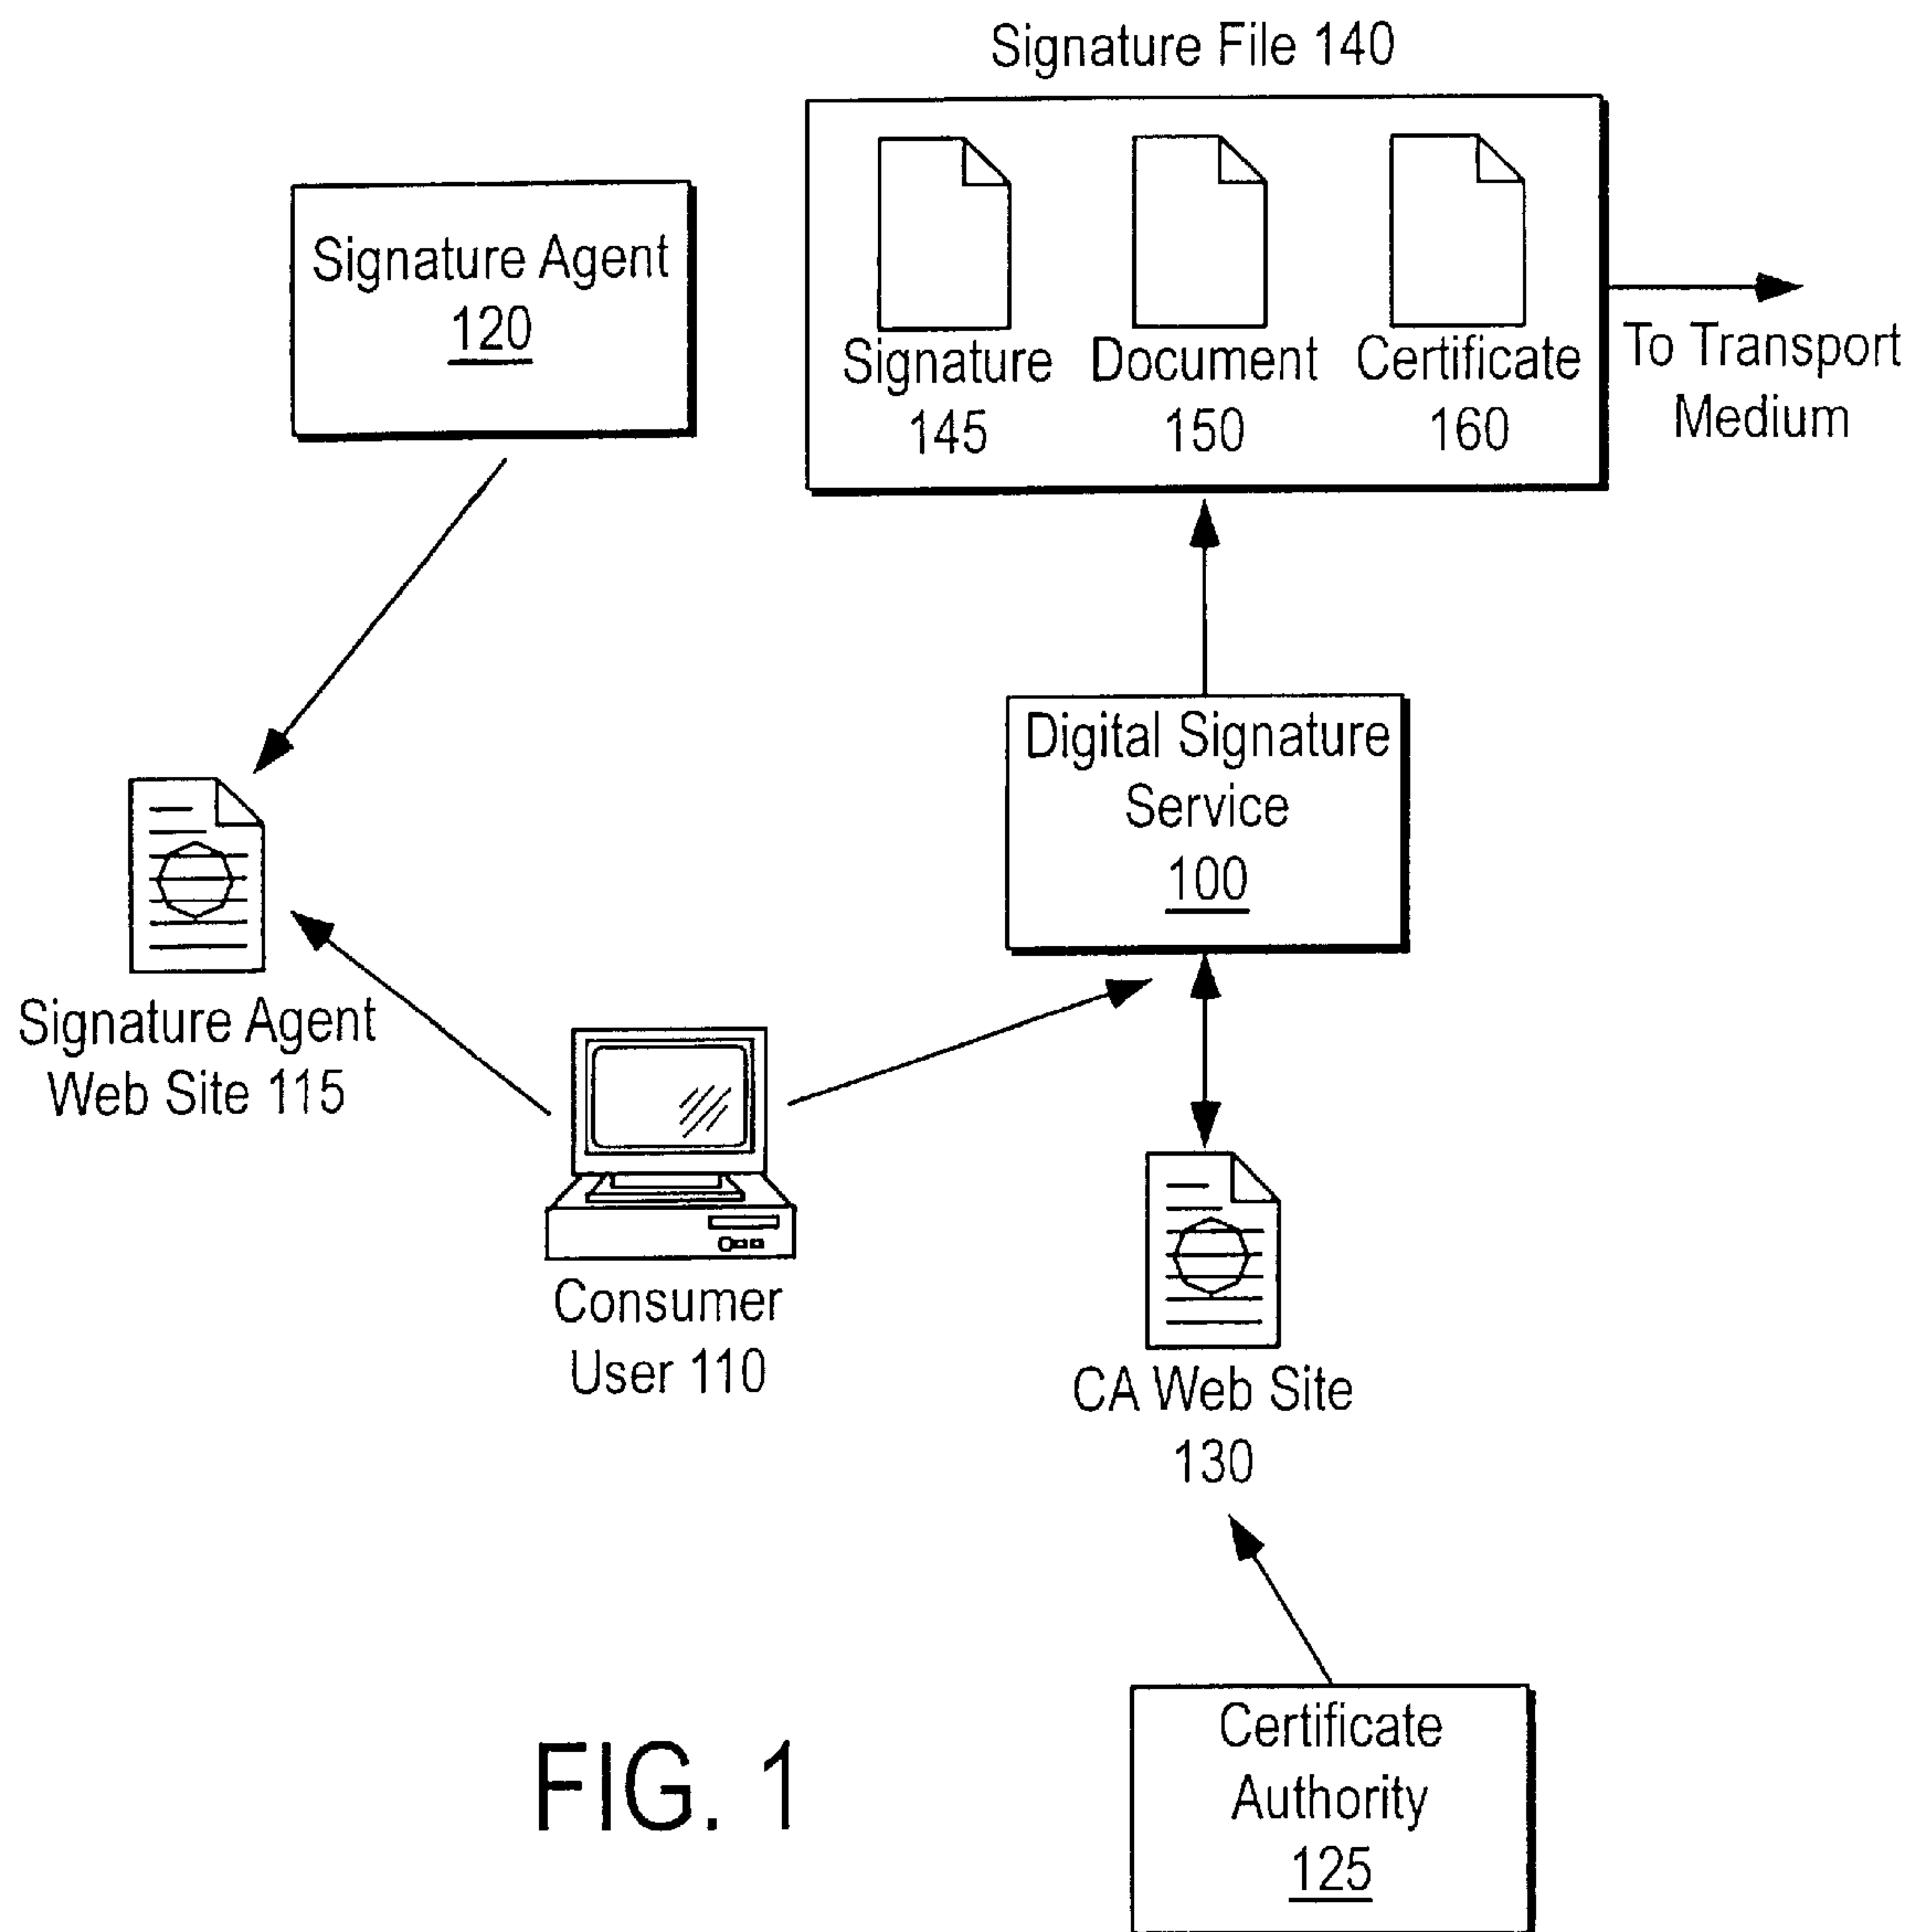 Signature File 140
Signature Agent
120
Signature
145
Document
150
Certificate
160
To Transport
Medium
Digital Signature
Service
100
Signature Agent
Web Site 115
Consumer
User 110
CA Web Site
130
Certificate
Authority
125
FIG. 1